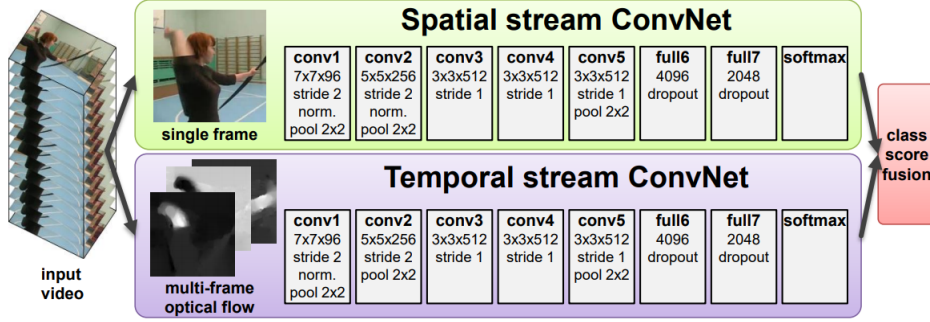 Spatial stream ConvNet
conv1
7x7x96
stride 2
norm.
pool 2x2
conv2
5x5x256
stride 2
norm.
pool 2x2
conv3
3x3x512
stride 1
conv4
3x3x512
stride 1
conv5
3x3x512
stride 1
pool 2x2
full6
4096
dropout
full7
2048
dropout
softmax
single frame
Temporal stream ConvNet
conv1
7x7x96
stride 2
norm.
pool 2x2
conv2
5x5x256
stride 2
pool 2x2
conv3
3x3x512
stride 1
conv4
3x3x512
stride 1
conv5
3x3x512
stride 1
pool 2x2
full6
4096
dropout
full7
2048
dropout
softmax
multi-frame
optical flow
input
video
class
score
fusion